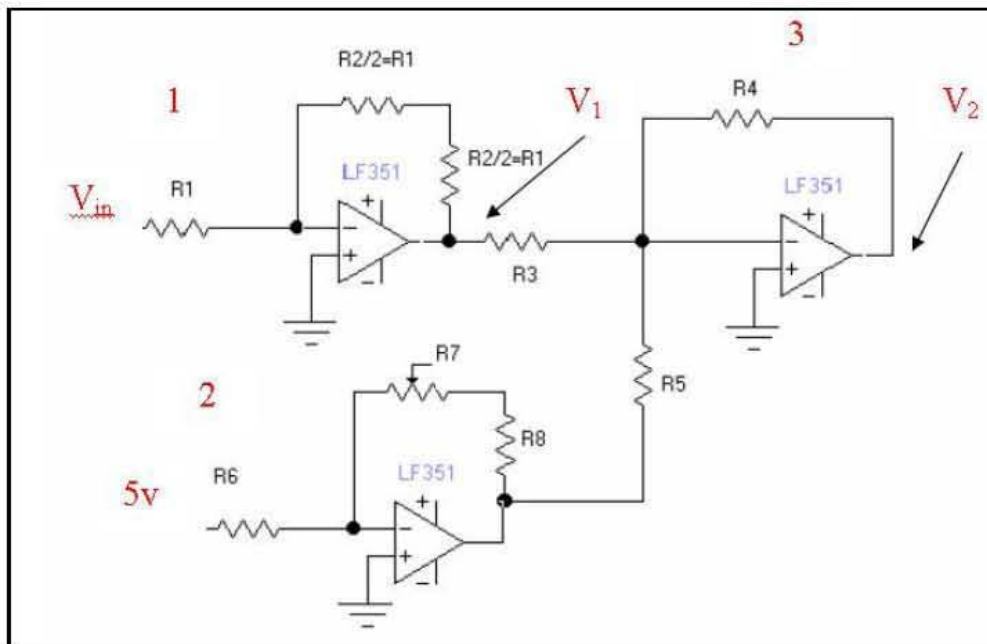 3
R2/2=R1
R4
1
V1
V2
R2/2=R1
LF351
LF351
Vin
R1
+
+
−
−
+
R3
+
−
−
R7
R5
2
R8
R6
LF351
5v
+
−
+
−